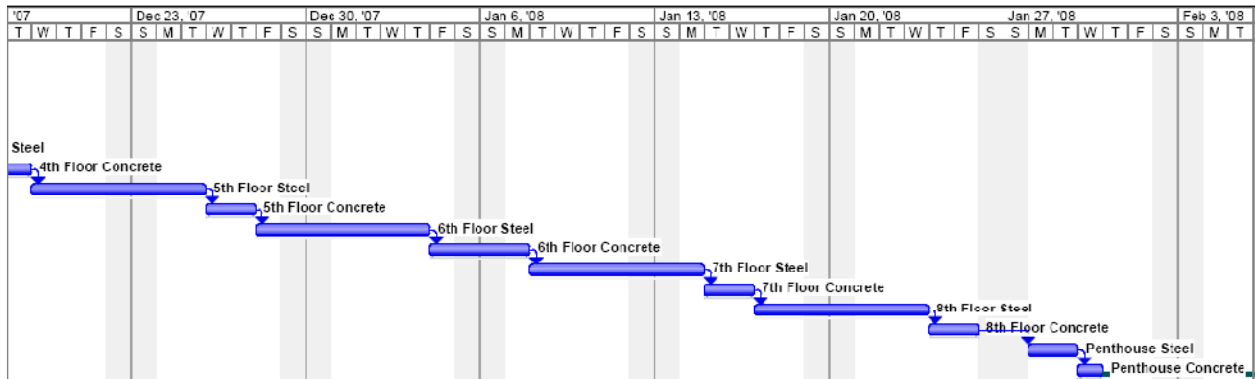 '07 Dec 23, '07 Dec 30, '07 Jan 6, '08 Jan 13, '08 Jan 20, '08 Jan 27, '08 Feb 3, '08
T W T F S S M T W T F S S M T W T F S S M T W T F S S M T W T F S S M T W T F S S M T W T F S S M T
Steel
4th Floor Concrete
5th Floor Steel
5th Floor Concrete
6th Floor Steel
6th Floor Concrete
7th Floor Steel
7th Floor Concrete
8th Floor Steel
8th Floor Concrete
Penthouse Steel
Penthouse Concrete